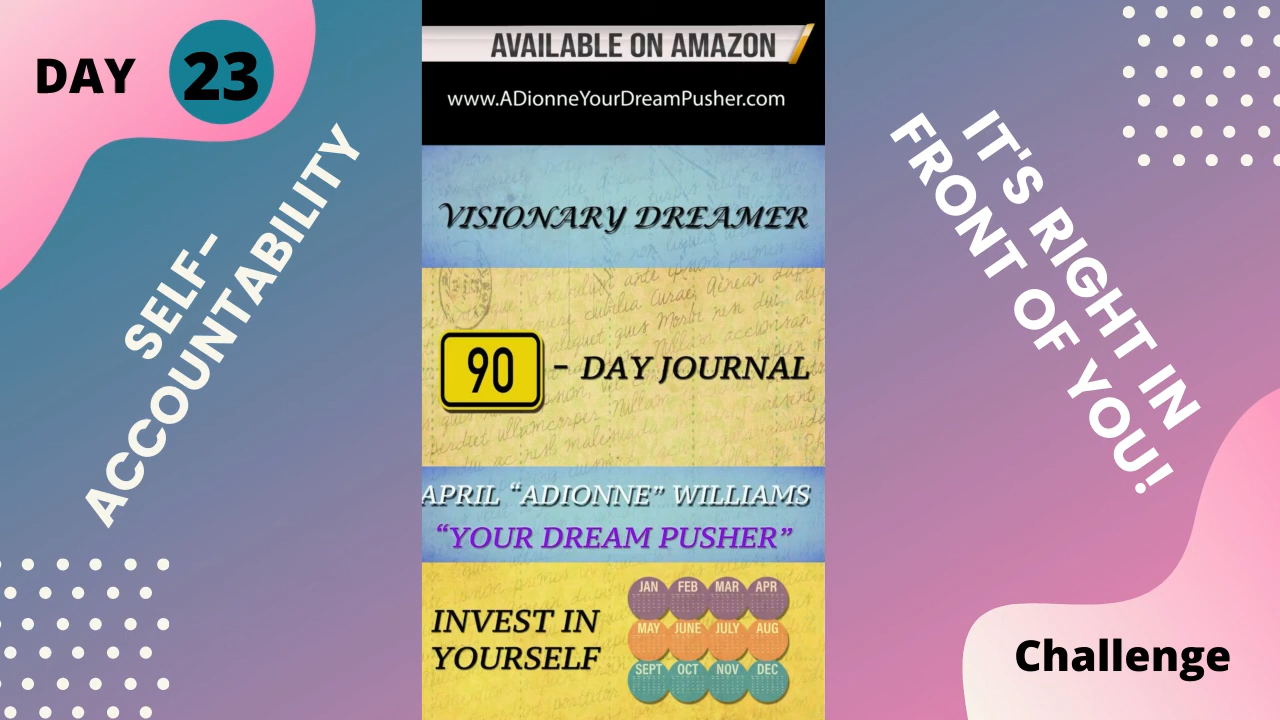 DAY 23
SELF-
ACCOUNTABILITY
AVAILABLE ON AMAZON
www.ADionneYourDreamPusher.com
VISIONARY DREAMER
90 - DAY JOURNAL
APRIL “ADIONNE” WILLIAMS
“YOUR DREAM PUSHER”
INVEST IN
YOURSELF
JAN FEB MAR APR
MAY JUNE JULY AUG
SEPT OCT NOV DEC
IT'S RIGHT IN
FRONT OF YOU!
Challenge